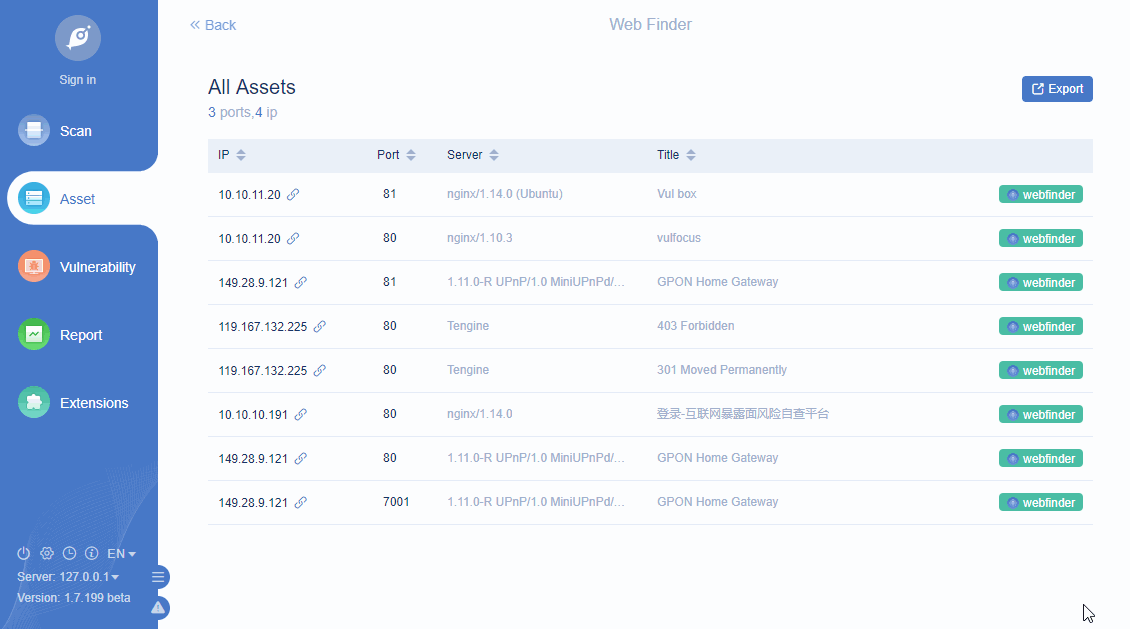 Back
Web Finder
Sign in
Scan
Asset
Vulnerability
Report
Extensions
EN
Server: 127.0.0.1
Version: 1.7.199 beta
All Assets
3 ports,4 ip
Export
IP Port Server Title
10.10.11.20 81 nginx/1.14.0 (Ubuntu) Vul box webfinder
10.10.11.20 80 nginx/1.10.3 vulfocus webfinder
149.28.9.121 81 1.11.0-R UPnP/1.0 MiniUPnPd/... GPON Home Gateway webfinder
119.167.132.225 80 Tengine 403 Forbidden webfinder
119.167.132.225 80 Tengine 301 Moved Permanently webfinder
10.10.10.191 80 nginx/1.14.0 登录-互联网暴露面风险自查平台 webfinder
149.28.9.121 80 1.11.0-R UPnP/1.0 MiniUPnPd/... GPON Home Gateway webfinder
149.28.9.121 7001 1.11.0-R UPnP/1.0 MiniUPnPd/... GPON Home Gateway webfinder